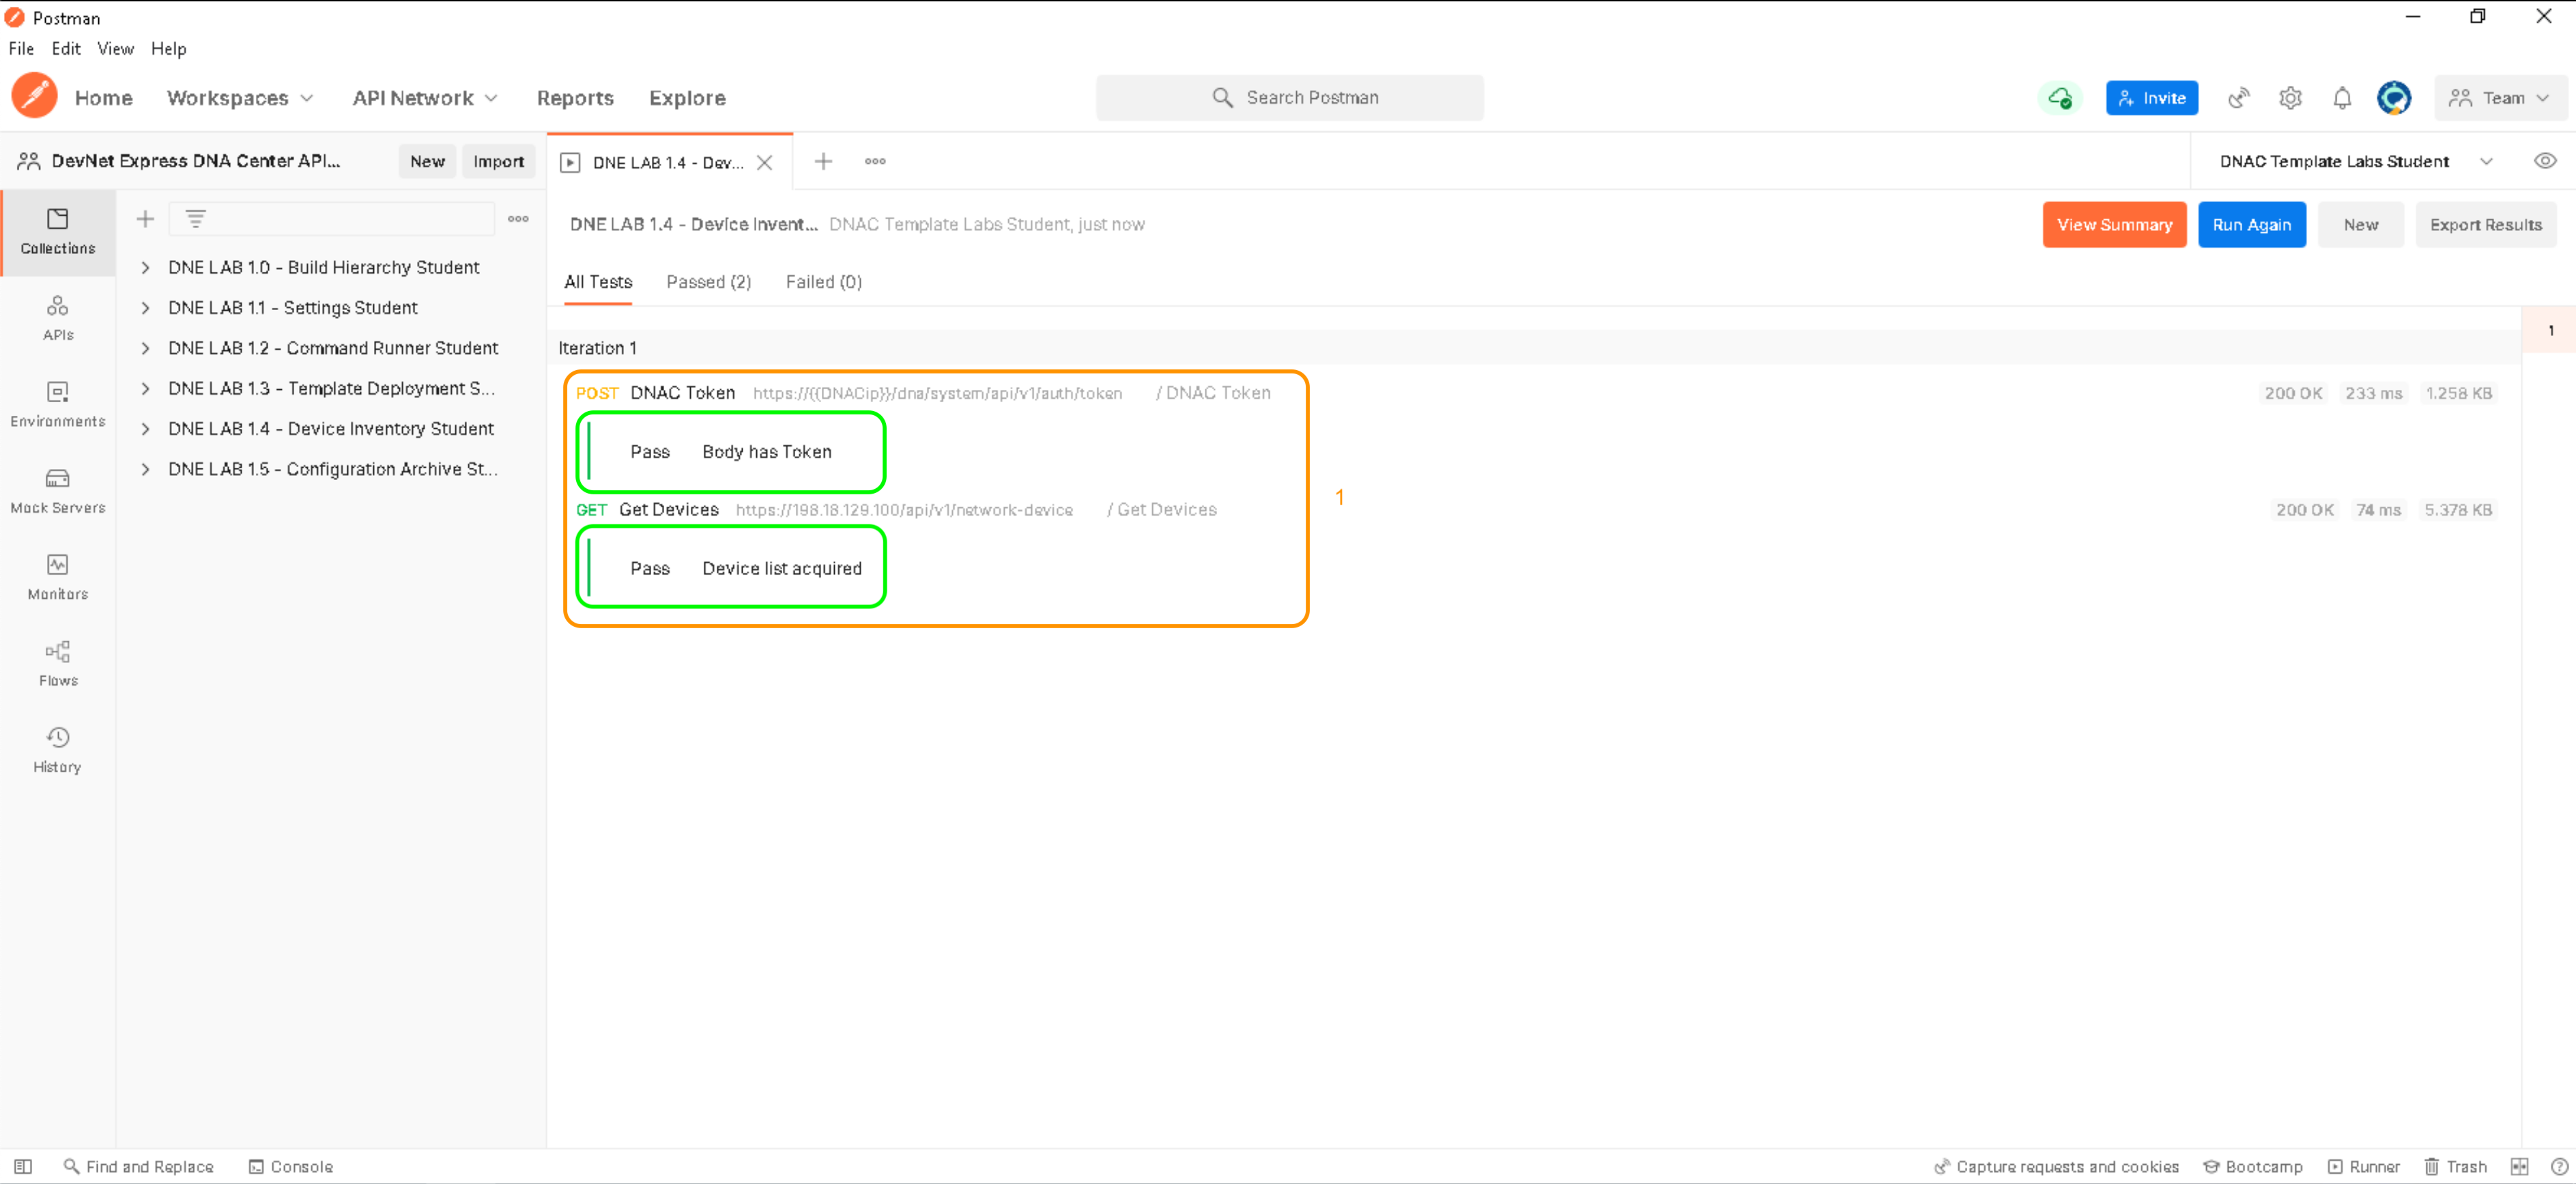 Postman
File Edit View Help
Home Workspaces API Network Reports Explore Search Postman Invite Team
DevNet Express DNA Center API... New Import DNE LAB 1.4 - Dev... DNAC Template Labs Student
Collections
DNE LAB 1.4 - Device Invent... DNAC Template Labs Student, just now View Summary Run Again New Export Results
DNE LAB 1.0 - Build Hierarchy Student
All Tests Passed (2) Failed (0)
DNE LAB 1.1 - Settings Student
APIs
1
DNE LAB 1.2 - Command Runner Student
Iteration 1
DNE LAB 1.3 - Template Deployment S...
POST DNAC Token https://{{DNACip}}/dna/system/api/v1/auth/token / DNAC Token 200 OK 233 ms 1.258 KB
Environments
DNE LAB 1.4 - Device Inventory Student
Pass Body has Token
DNE LAB 1.5 - Configuration Archive St...
1
Mock Servers
GET Get Devices https://198.18.129.100/api/v1/network-device / Get Devices 200 OK 74 ms 5.378 KB
Pass Device list acquired
Monitors
Flows
History
Find and Replace Console Capture requests and cookies Bootcamp Runner Trash